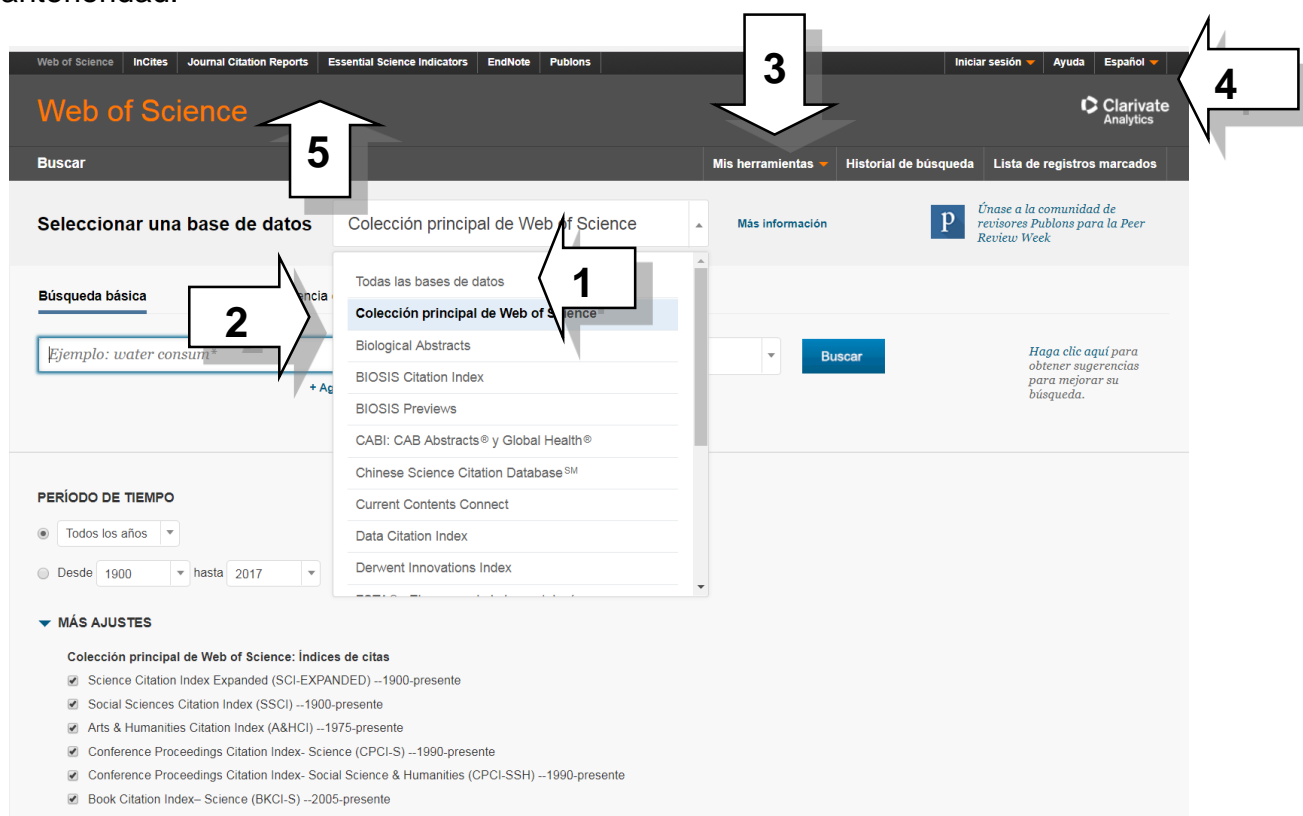 anterioridad.
3
4
Web of Science InCites Journal Citation Reports Essential Science Indicators EndNote Publons Iniciar sesión Ayuda Español
Web of Science
Clarivate
Analytics
5
Buscar Mis herramientas Historial de búsqueda Lista de registros marcados
Seleccionar una base de datos Colección principal de Web of Science Más información
p
Únase a la comunidad de
revisores Publons para la Peer
Review Week
1
2
Todas las bases de datos
Búsqueda básica
Colección principal de Web of Science
Ejemplo: water consum*
Biological Abstracts
Buscar
Haga clic aquí para
obtener sugerencias
para mejorar su
búsqueda.
BIOSIS Citation Index
BIOSIS Previews
CABI: CAB Abstracts® y Global Health®
Chinese Science Citation Database SM
Current Contents Connect
Data Citation Index
Derwent Innovations Index
PERÍODO DE TIEMPO
Todos los años
Desde 1900 hasta 2017
MÁS AJUSTES
Colección principal de Web of Science: Índices de citas
Science Citation Index Expanded (SCI-EXPANDED) --1900-presente
Social Sciences Citation Index (SSCI) --1900-presente
Arts & Humanities Citation Index (A&HCI) --1975-presente
Conference Proceedings Citation Index- Science (CPCI-S) --1990-presente
Conference Proceedings Citation Index- Social Science & Humanities (CPCI-SSH) --1990-presente
Book Citation Index– Science (BKCI-S) --2005-presente